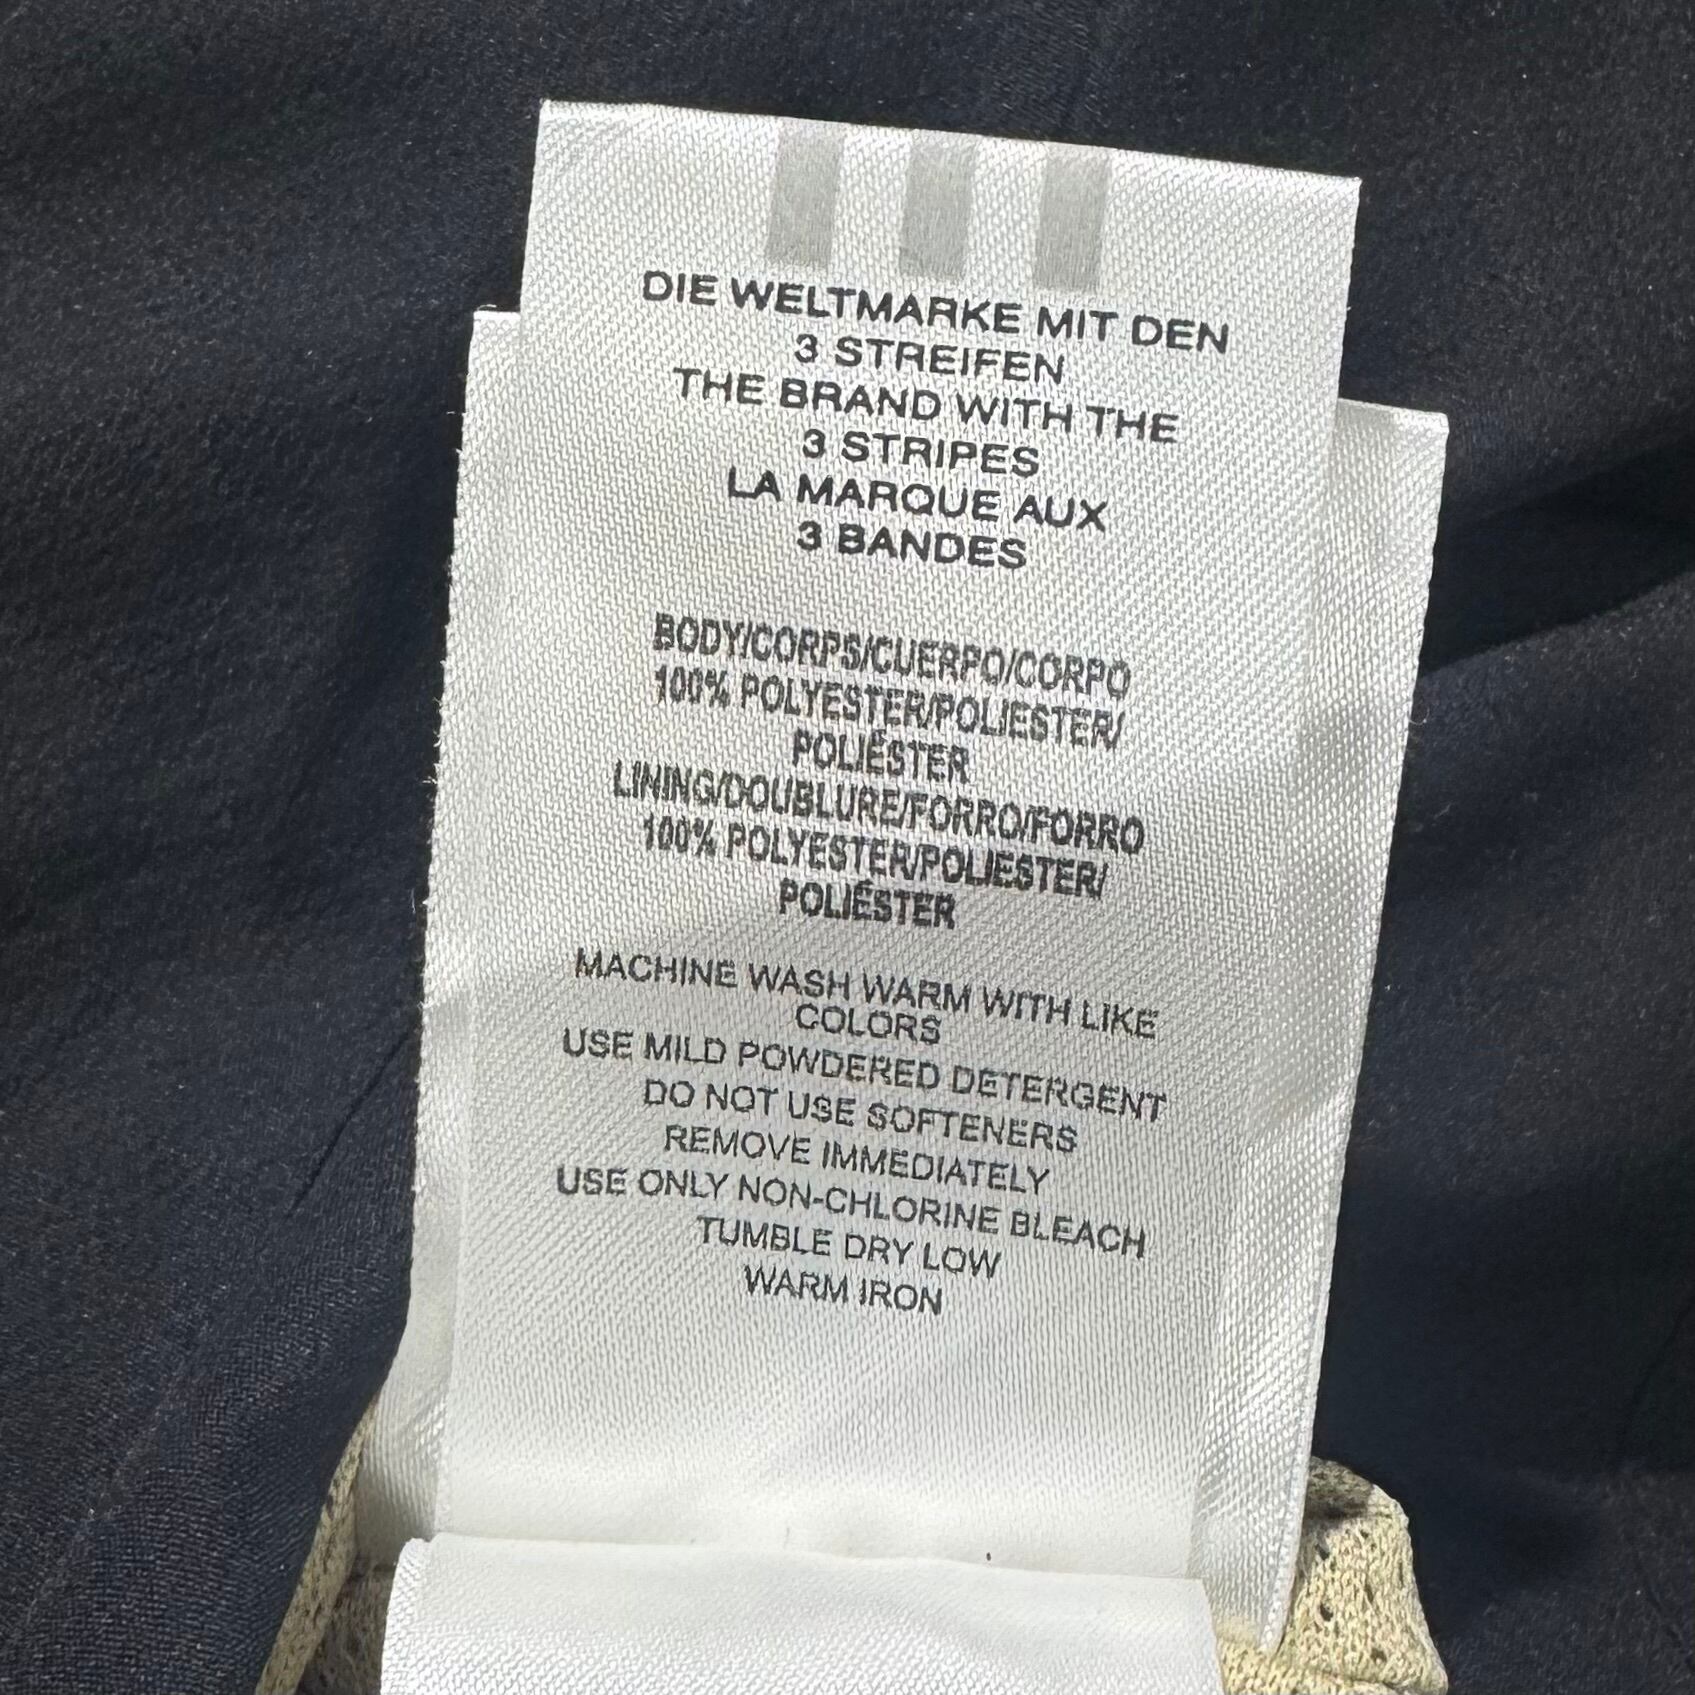 DIE WELTMARKE MIT DEN
3 STREIFEN
THE BRAND WITH THE
3 STRIPES
LA MARQUE AUX
3 BANDES
BODY/CORPS/CUERPO/CORPO
100% POLYESTER/POLIESTER/
POLIÉSTER
LINING/DOUBLURE/FORRO/FORRO
100% POLYESTER/POLIESTER/
POLIÉSTER
MACHINE WASH WARM WITH LIKE
COLORS
USE MILD POWDERED DETERGENT
DO NOT USE SOFTENERS
REMOVE IMMEDIATELY
USE ONLY NON-CHLORINE BLEACH
TUMBLE DRY LOW
WARM IRON